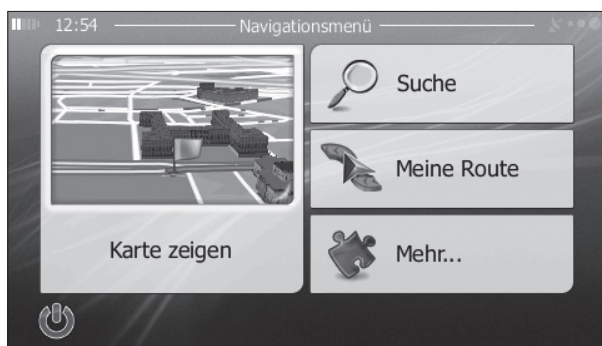 12:54
Navigationsmenü
Suche
Meine Route
Karte zeigen
Mehr...